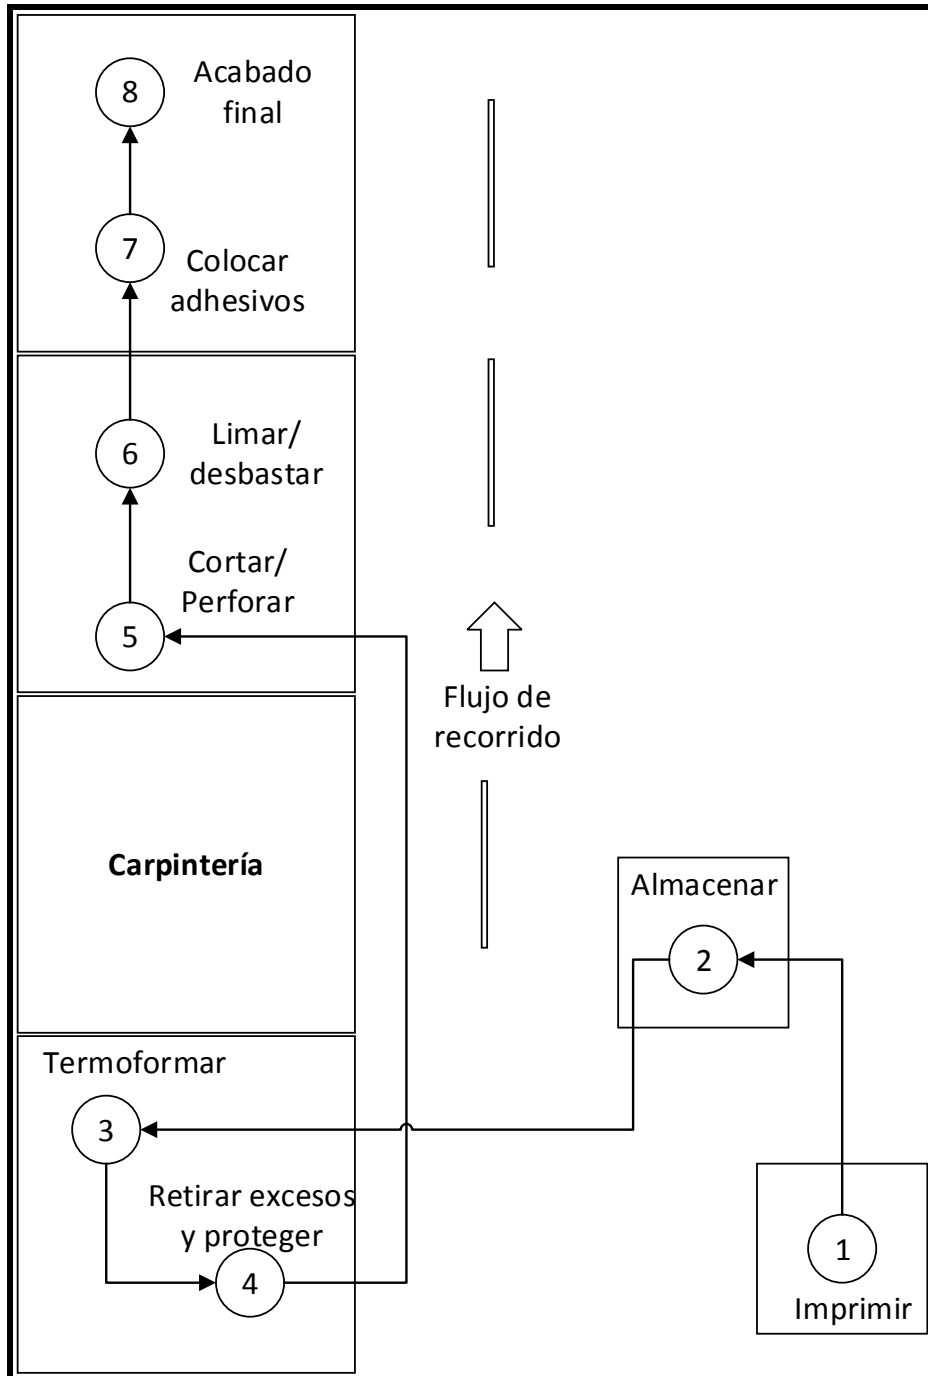 8
Acabado
final
7
Colocar
adhesivos
6
Limar/
desbastar
Cortar/
Perforar
5
Flujo de
recorrido
Carpintería
Almacenar
2
Termoformar
3
Retirar excesos
y proteger
4
1
Imprimir